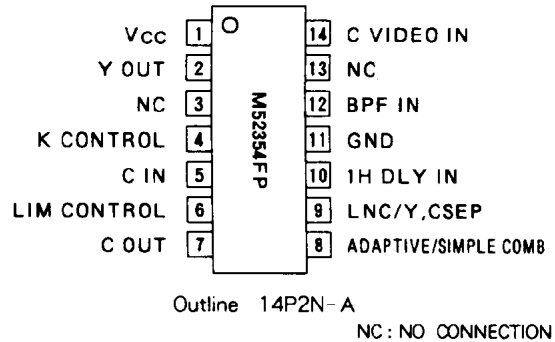 Vcc 1 14 C VIDEO IN
Y OUT 2 13 NC
NC 3 12 BPF IN
K CONTROL 4 11 GND
C IN 5 10 1H DLY IN
LIM CONTROL 6 9 LNC/Y,CSEP
C OUT 7 8 ADAPTIVE/SIMPLE COMB
M52354FP
Outline 14P2N-A
NC : NO CONNECTION